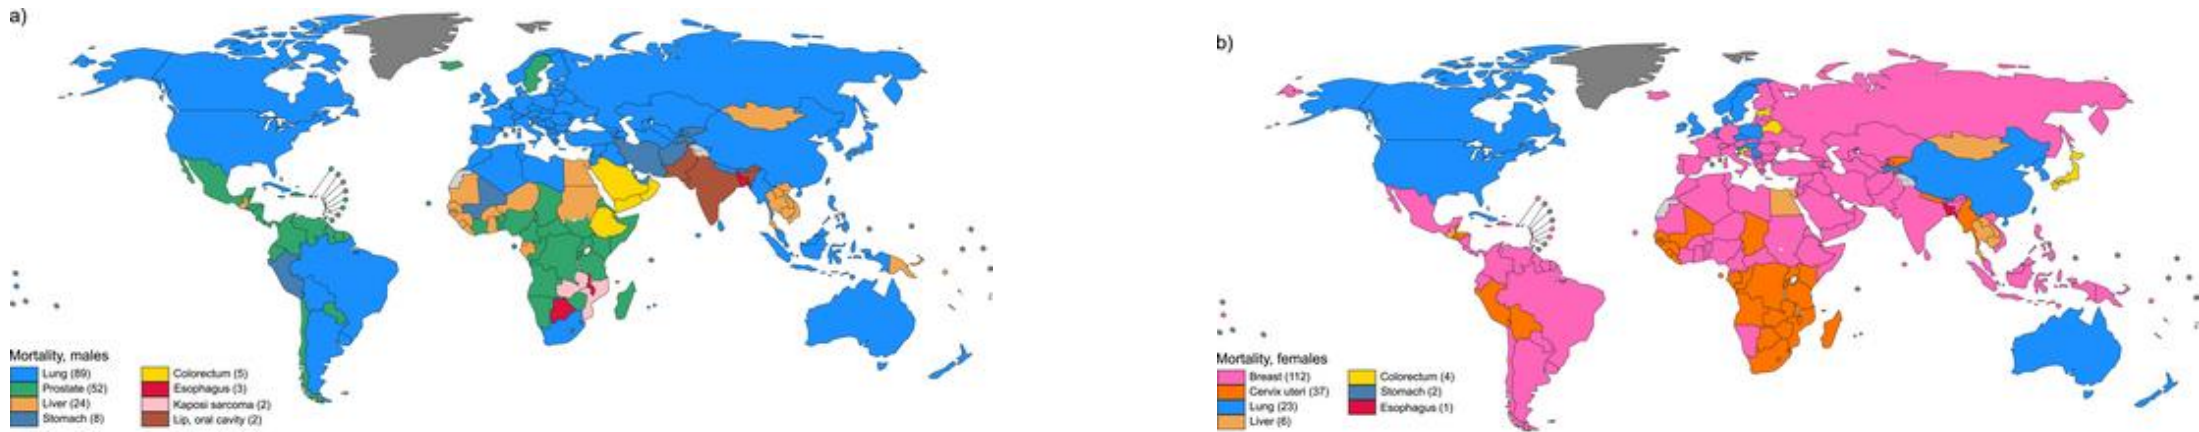 a)
Mortality, males
Lung (89)
Prostate (52)
Liver (24)
Stomach (8)
Colorectum (5)
Esophagus (3)
Kaposi sarcoma (2)
Lip, oral cavity (2)
b)
Mortality, females
Breast (112)
Cervix uteri (37)
Lung (23)
Liver (6)
Colorectum (4)
Stomach (2)
Esophagus (1)